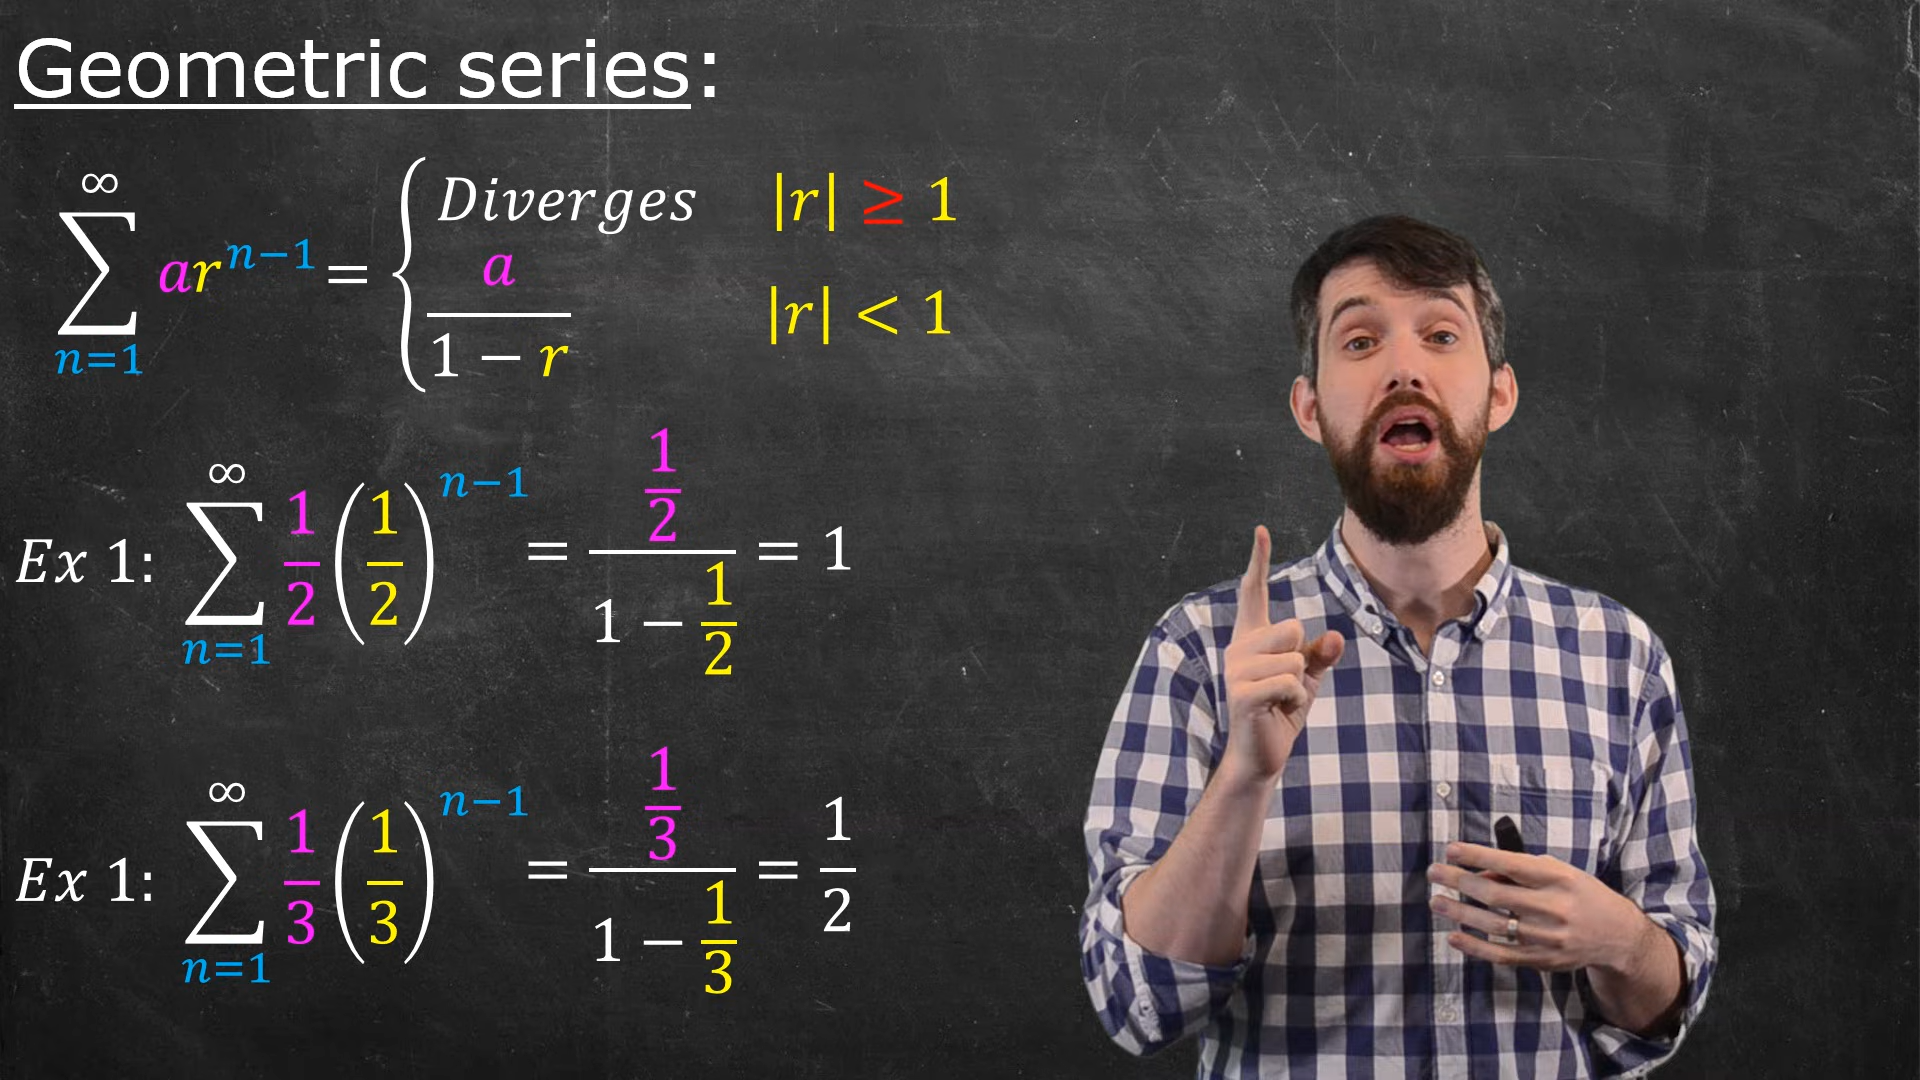 Geometric series:
∑_{n=1}^{∞} ar^{n−1} = { Diverges |r| ≥ 1
a/(1 − r) |r| < 1
Ex 1: ∑_{n=1}^{∞} 1/2 (1/2)^{n−1} = (1/2)/(1 − 1/2) = 1
Ex 1: ∑_{n=1}^{∞} 1/3 (1/3)^{n−1} = (1/3)/(1 − 1/3) = 1/2